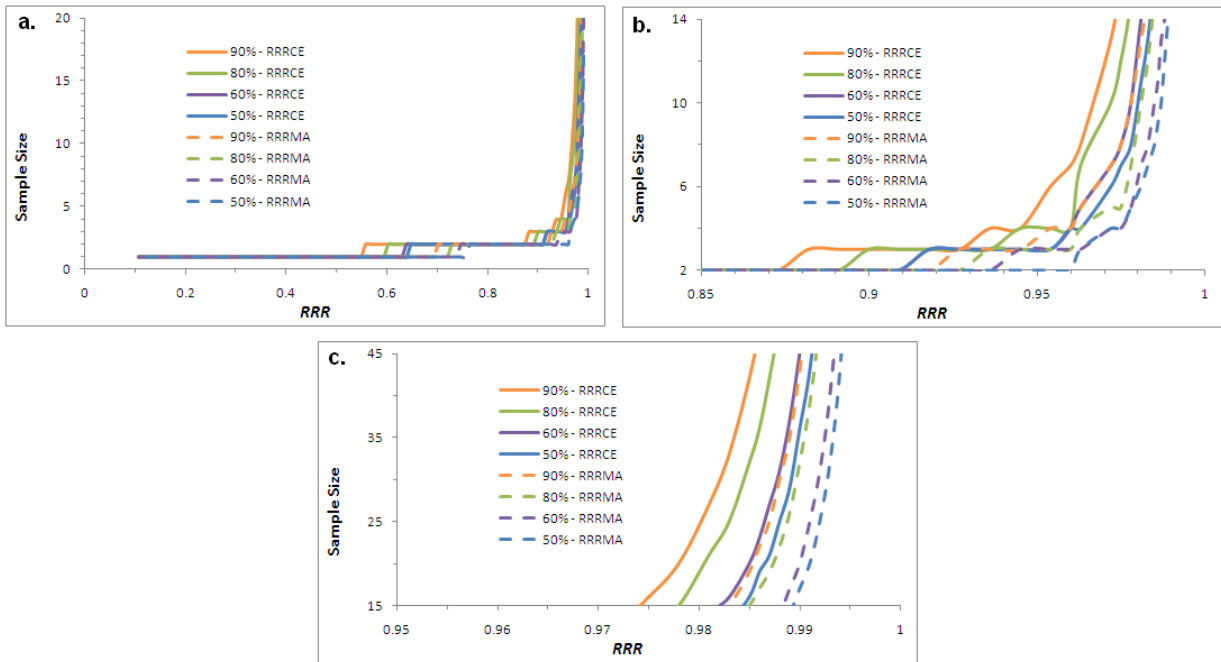 a.
20
15
10
5
0
Sample Size
90% - RRRCE
80% - RRRCE
60% - RRRCE
50% - RRRCE
90% - RRRMA
80% - RRRMA
60% - RRRMA
50% - RRRMA
0 0.2 0.4 0.6 0.8 1
RRR
b.
14
10
6
2
Sample Size
90% - RRRCE
80% - RRRCE
60% - RRRCE
50% - RRRCE
90% - RRRMA
80% - RRRMA
60% - RRRMA
50% - RRRMA
0.85 0.9 0.95 1
RRR
c.
45
35
25
15
Sample Size
90% - RRRCE
80% - RRRCE
60% - RRRCE
50% - RRRCE
90% - RRRMA
80% - RRRMA
60% - RRRMA
50% - RRRMA
0.95 0.96 0.97 0.98 0.99 1
RRR